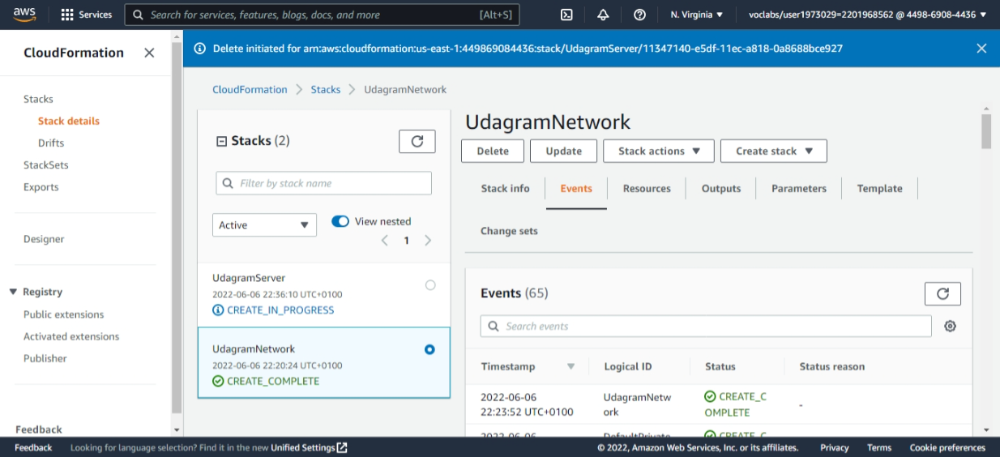 aws
Services
Search for services, features, blogs, docs, and more
[Alt+S]
N. Virginia
voclabs/user1973029=2201968562 @ 4498-6908-4436
CloudFormation
Stacks
Stack details
Drifts
StackSets
Exports
Designer
Registry
Public extensions
Activated extensions
Publisher
Feedback
Delete initiated for arn:aws:cloudformation:us-east-1:449869084436:stack/UdagramServer/11347140-e5df-11ec-a818-0a8688bce927
CloudFormation
Stacks
UdagramNetwork
Stacks (2)
Filter by stack name
Active
View nested
1
UdagramServer
2022-06-06 22:36:10 UTC+0100
CREATE_IN_PROGRESS
UdagramNetwork
2022-06-06 22:20:24 UTC+0100
CREATE_COMPLETE
UdagramNetwork
Delete
Update
Stack actions
Create stack
Stack info
Events
Resources
Outputs
Parameters
Template
Change sets
Events (65)
Search events
Timestamp
Logical ID
Status
Status reason
2022-06-06
22:23:52 UTC+0100
UdagramNetw
ork
CREATE_C
OMPLETE
-
2022-06-06
DefaultPrivate
CREATE_C
Feedback
Looking for language selection? Find it in the new Unified Settings
© 2022, Amazon Web Services, Inc. or its affiliates.
Privacy
Terms
Cookie preferences